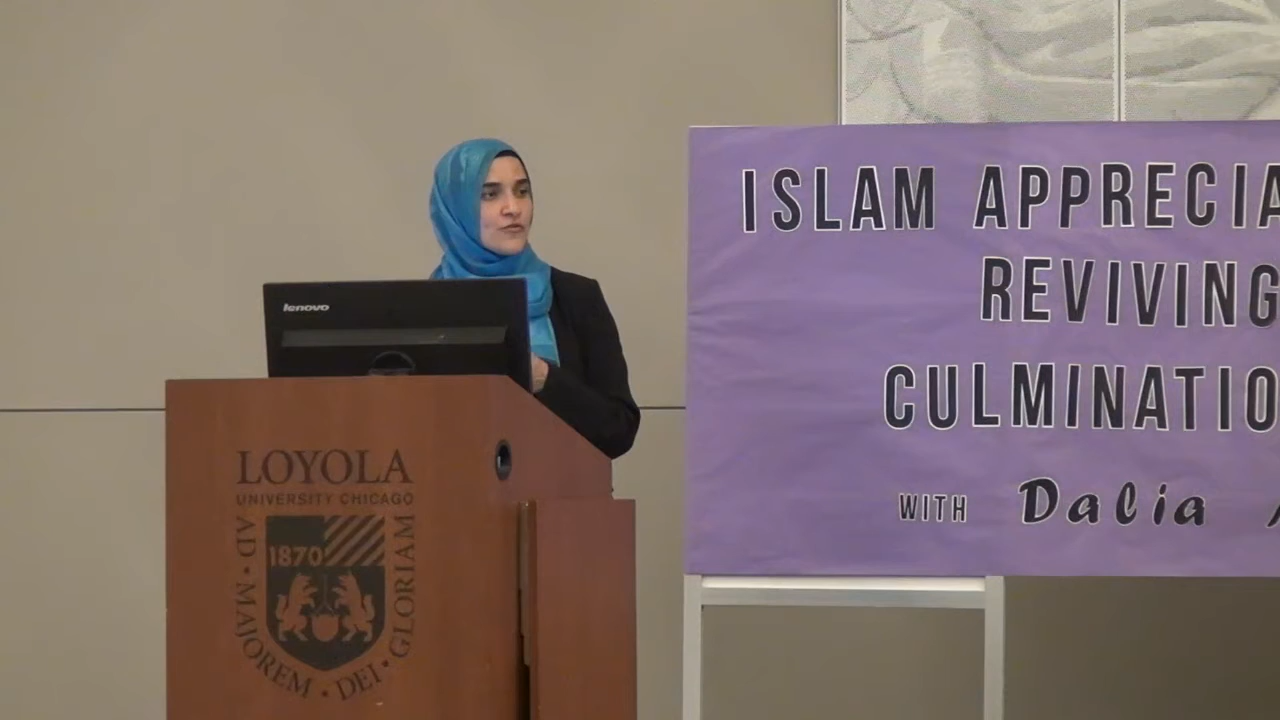 ISLAM APPRECIA
REVIVING
CULMINATIO
WITH Dalia
lenovo
LOYOLA
UNIVERSITY CHICAGO
AD • MAJOREM • DEI • GLORIAM
1870